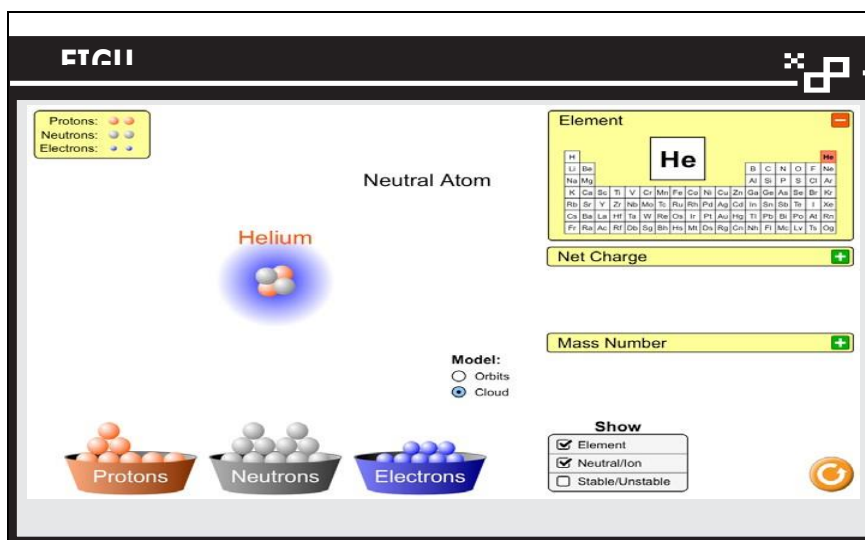 Protons:
Neutrons:
Electrons:
Neutral Atom
Helium
Element
He
H He
Li Be B C N O F Ne
Na Mg Al Si P S Cl Ar
K Ca Sc Ti V Cr Mn Fe Co Ni Cu Zn Ga Ge As Se Br Kr
Rb Sr Y Zr Nb Mo Tc Ru Rh Pd Ag Cd In Sn Sb Te I Xe
Cs Ba La Hf Ta W Re Os Ir Pt Au Hg Tl Pb Bi Po At Rn
Fr Ra Ac Rf Db Sg Bh Hs Mt Ds Rg Cn Nh Fl Mc Lv Ts Og
Net Charge
Mass Number
Model:
Orbits
Cloud
Protons
Neutrons
Electrons
Show
Element
Neutral/Ion
Stable/Unstable